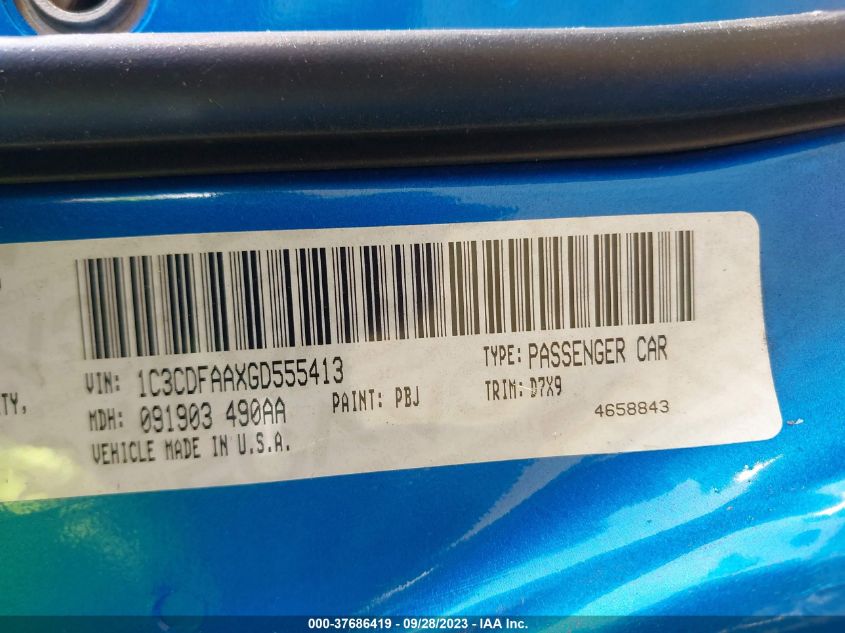 VIN: 1C3CDFAAXGD555413
TYPE: PASSENGER CAR
TY,
MDH: 091903 490AA
PAINT: PBJ
TRIM: D7X9
4658843
VEHICLE MADE IN U.S.A.
000-37686419 - 09/28/2023 - IAA Inc.